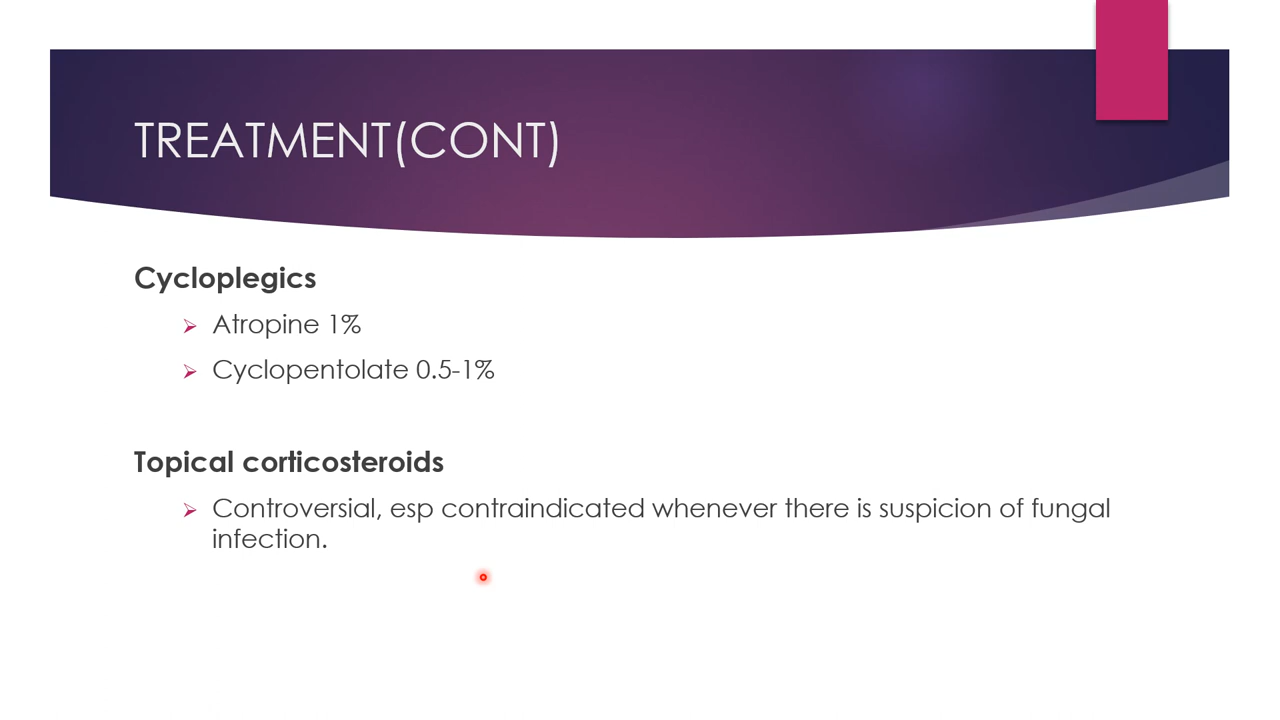 TREATMENT(CONT)
Cycloplegics
Atropine 1%
Cyclopentolate 0.5-1%
Topical corticosteroids
Controversial, esp contraindicated whenever there is suspicion of fungal
infection.